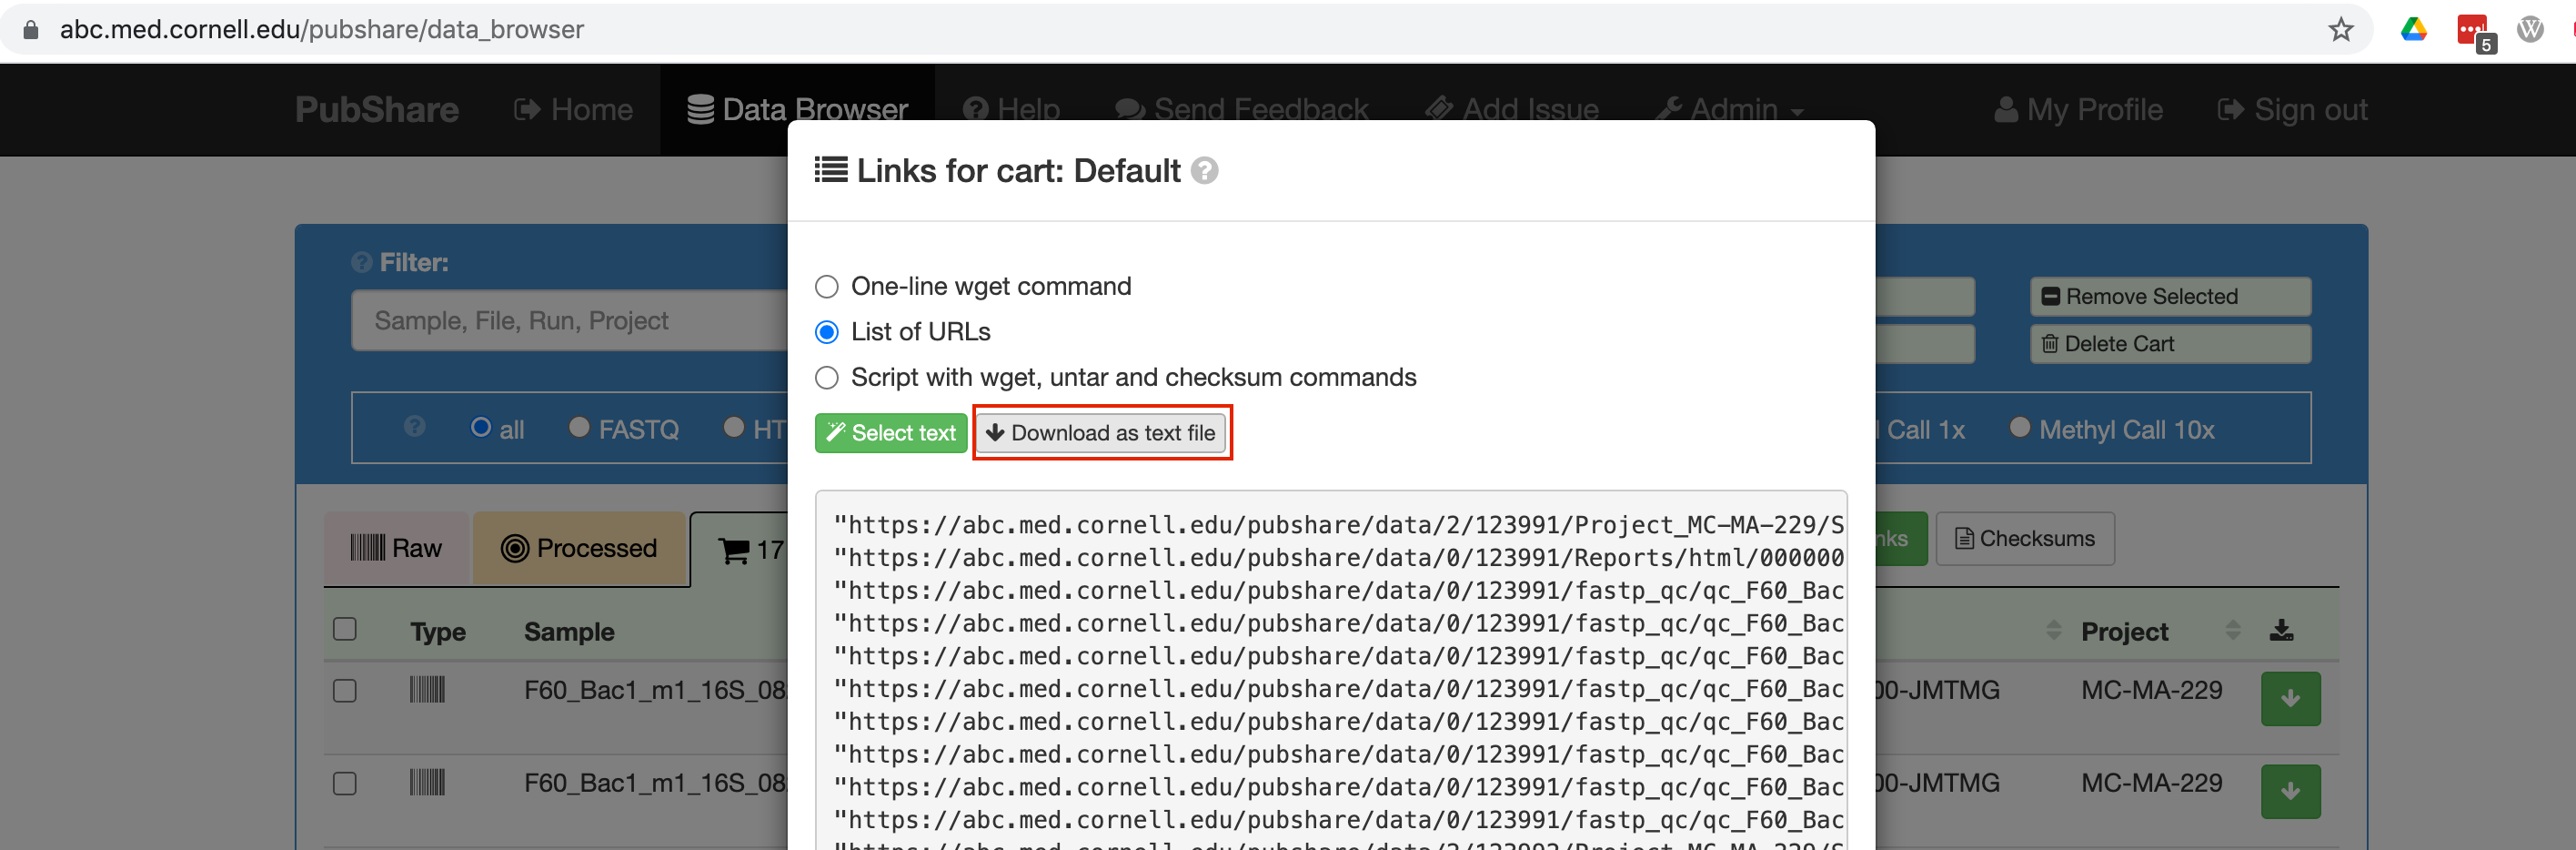 abc.med.cornell.edu/pubshare/data_browser
5
PubShare Home Data Browser Help Send Feedback Add Issue Admin My Profile Sign out
Links for cart: Default ?
? Filter:
One-line wget command
Remove Selected
Sample, File, Run, Project
List of URLs
Delete Cart
Script with wget, untar and checksum commands
? all FASTQ HT
Call 1x Methyl Call 10x
Select text Download as text file
"https://abc.med.cornell.edu/pubshare/data/2/123991/Project_MC-MA-229/S
Raw Processed 17
nks Checksums
"https://abc.med.cornell.edu/pubshare/data/0/123991/Reports/html/000000
"https://abc.med.cornell.edu/pubshare/data/0/123991/fastp_qc/qc_F60_Bac
"https://abc.med.cornell.edu/pubshare/data/0/123991/fastp_qc/qc_F60_Bac
Type Sample Project
"https://abc.med.cornell.edu/pubshare/data/0/123991/fastp_qc/qc_F60_Bac
"https://abc.med.cornell.edu/pubshare/data/0/123991/fastp_qc/qc_F60_Bac
F60_Bac1_m1_16S_08 00-JMTMG MC-MA-229
"https://abc.med.cornell.edu/pubshare/data/0/123991/fastp_qc/qc_F60_Bac
"https://abc.med.cornell.edu/pubshare/data/0/123991/fastp_qc/qc_F60_Bac
F60_Bac1_m1_16S_08 00-JMTMG MC-MA-229
"https://abc.med.cornell.edu/pubshare/data/0/123991/fastp_qc/qc_F60_Bac
"https://abc.med.cornell.edu/pubshare/data/0/123991/fastp_qc/qc_F60_Bac